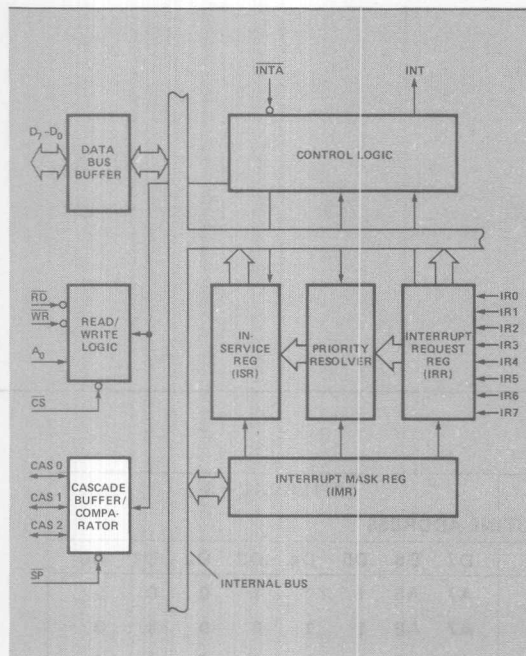 INTA
INT
D7-D0
DATA
BUS
BUFFER
CONTROL LOGIC
RD
WR
A0
READ/
WRITE
LOGIC
CS
IN-
SERVICE
REG
(ISR)
PRIORITY
RESOLVER
INTERRUPT
REQUEST
REG
(IRR)
IR0
IR1
IR2
IR3
IR4
IR5
IR6
IR7
CAS 0
CAS 1
CAS 2
CASCADE
BUFFER/
COMPA-
RATOR
SP
INTERRUPT MASK REG
(IMR)
INTERNAL BUS